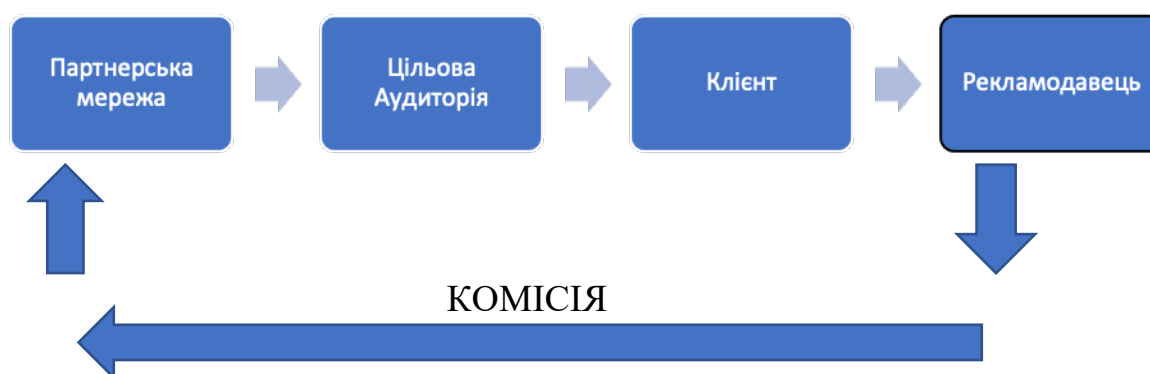 Партнерська
мережа
Цільова
Аудиторія
Клієнт
Рекламодавець
КОМІСІЯ